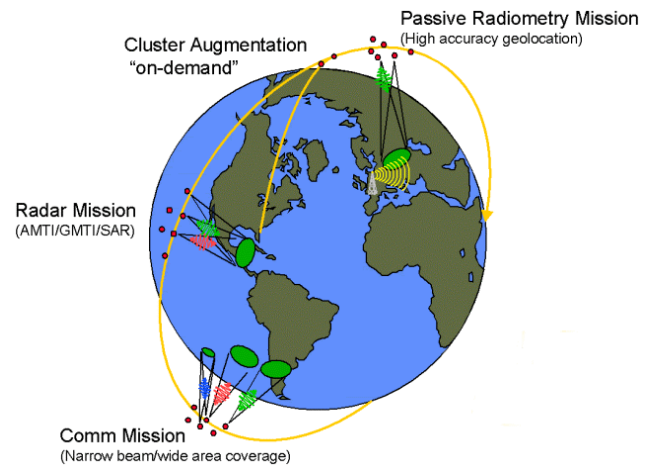 Passive Radiometry Mission
(High accuracy geolocation)
Cluster Augmentation
“on-demand”
Radar Mission
(AMTI/GMTI/SAR)
Comm Mission
(Narrow beam/wide area coverage)